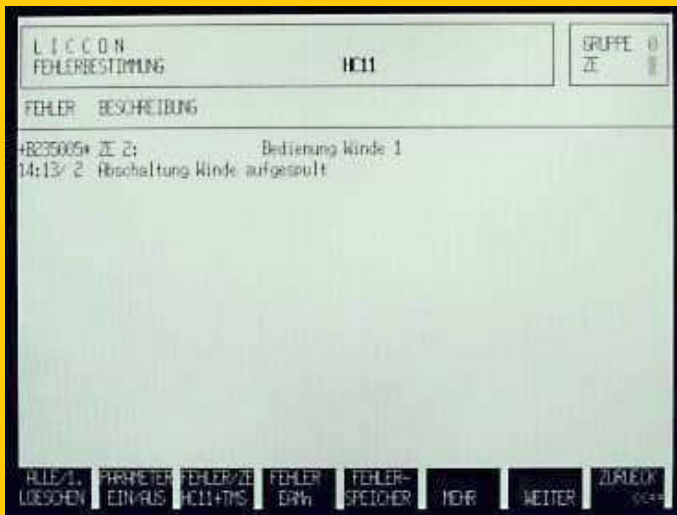 LICCON
FEHLERBESTIMMUNG HC11
GRUPPE 0
ZE
FEHLER BESCHREIBUNG
+B235005* ZE 2: Bedienung Winde 1
14:13/ 2 Abschaltung Winde aufgespult
ALLE/1. LOESCHEN
PARAMETER EIN/AUS
FEHLER/ZE HC11+TMS
FEHLER EAMn
FEHLER- SPEICHER
MEHR
WEITER
ZURUECK <<==